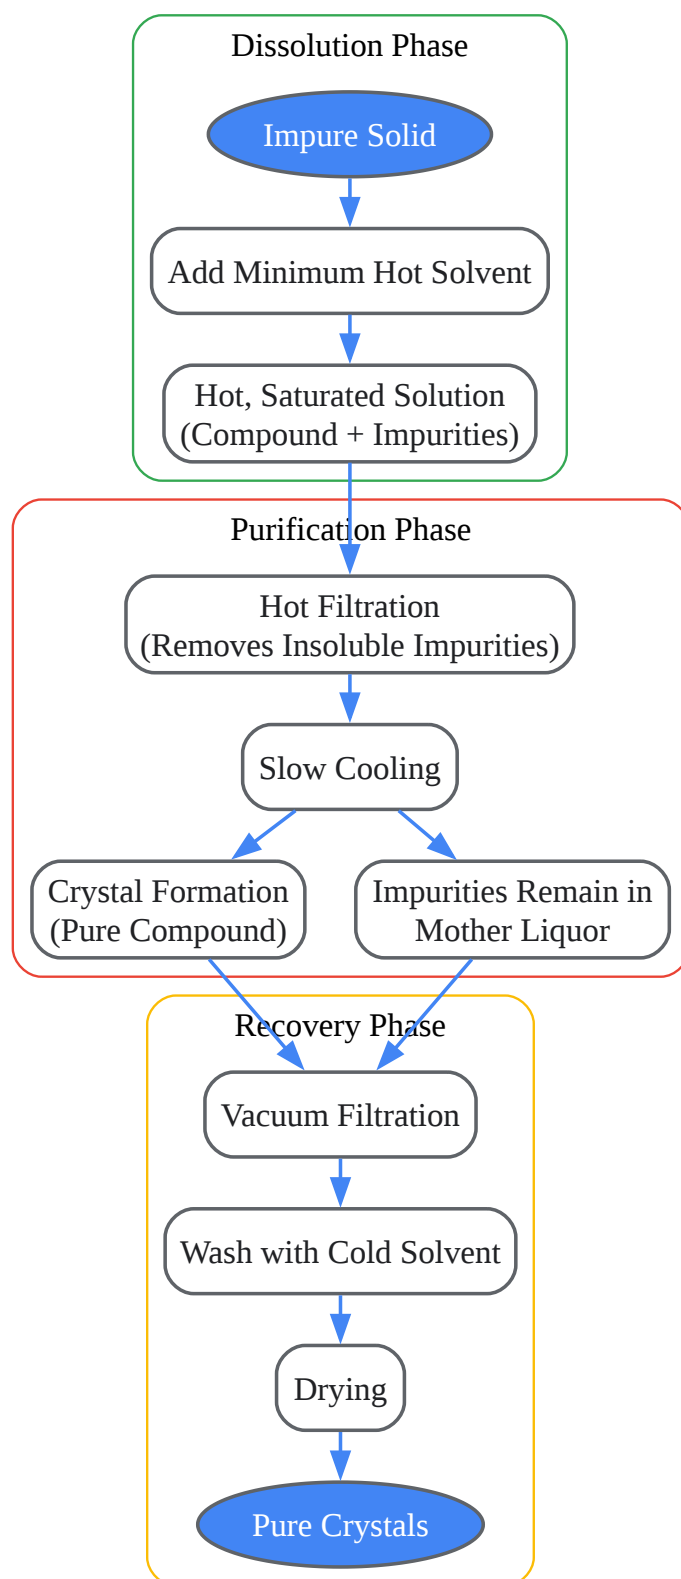 Dissolution Phase
Impure Solid
Add Minimum Hot Solvent
Hot, Saturated Solution
(Compound + Impurities)
Purification Phase
Hot Filtration
(Removes Insoluble Impurities)
Slow Cooling
Crystal Formation
(Pure Compound)
Impurities Remain in
Mother Liquor
Recovery Phase
Vacuum Filtration
Wash with Cold Solvent
Drying
Pure Crystals